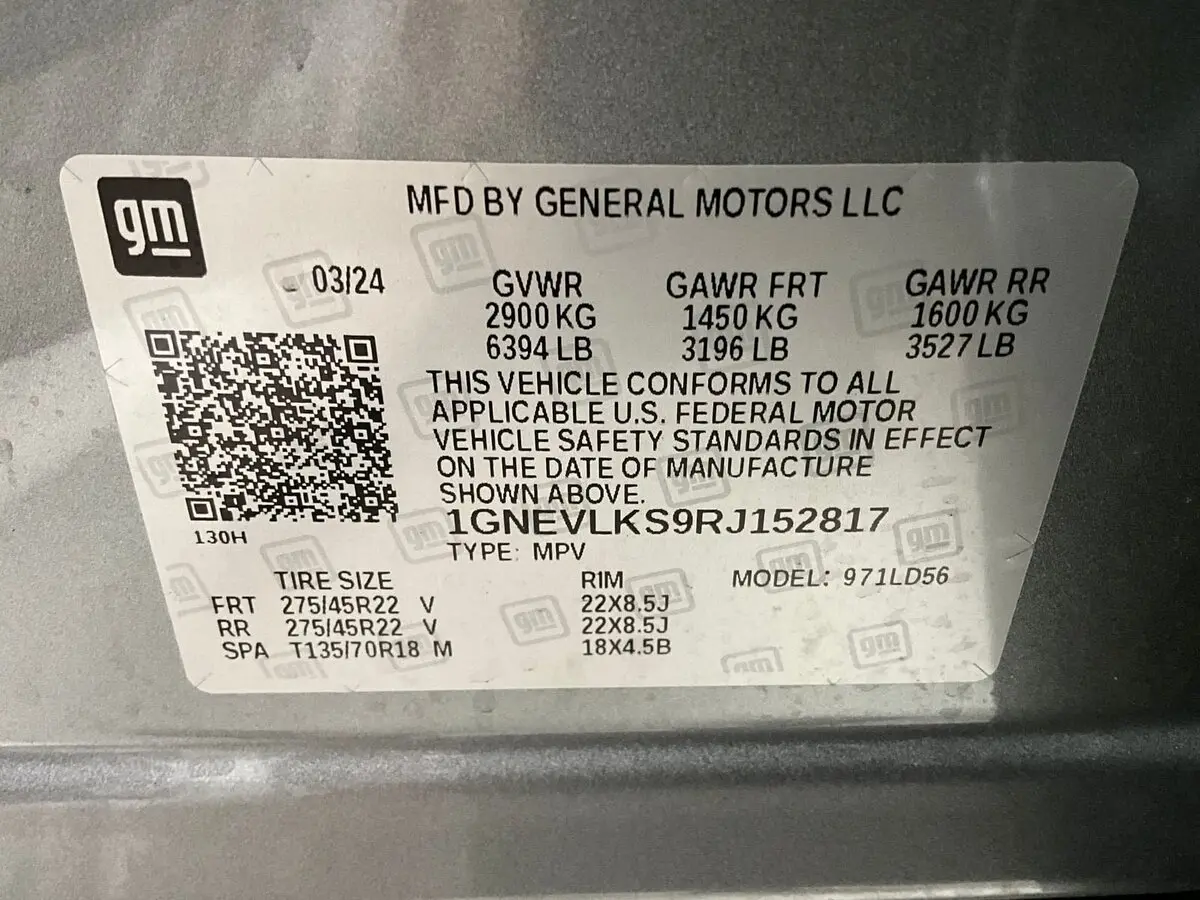 gm
MFD BY GENERAL MOTORS LLC
03/24
GVWR GAWR FRT GAWR RR
2900 KG 1450 KG 1600 KG
6394 LB 3196 LB 3527 LB
THIS VEHICLE CONFORMS TO ALL
APPLICABLE U.S. FEDERAL MOTOR
VEHICLE SAFETY STANDARDS IN EFFECT
ON THE DATE OF MANUFACTURE
SHOWN ABOVE.
1GNEVLKS9RJ152817
130H
TYPE: MPV
TIRE SIZE RIM MODEL: 971LD56
FRT 275/45R22 V 22X8.5J
RR 275/45R22 V 22X8.5J
SPA T135/70R18 M 18X4.5B